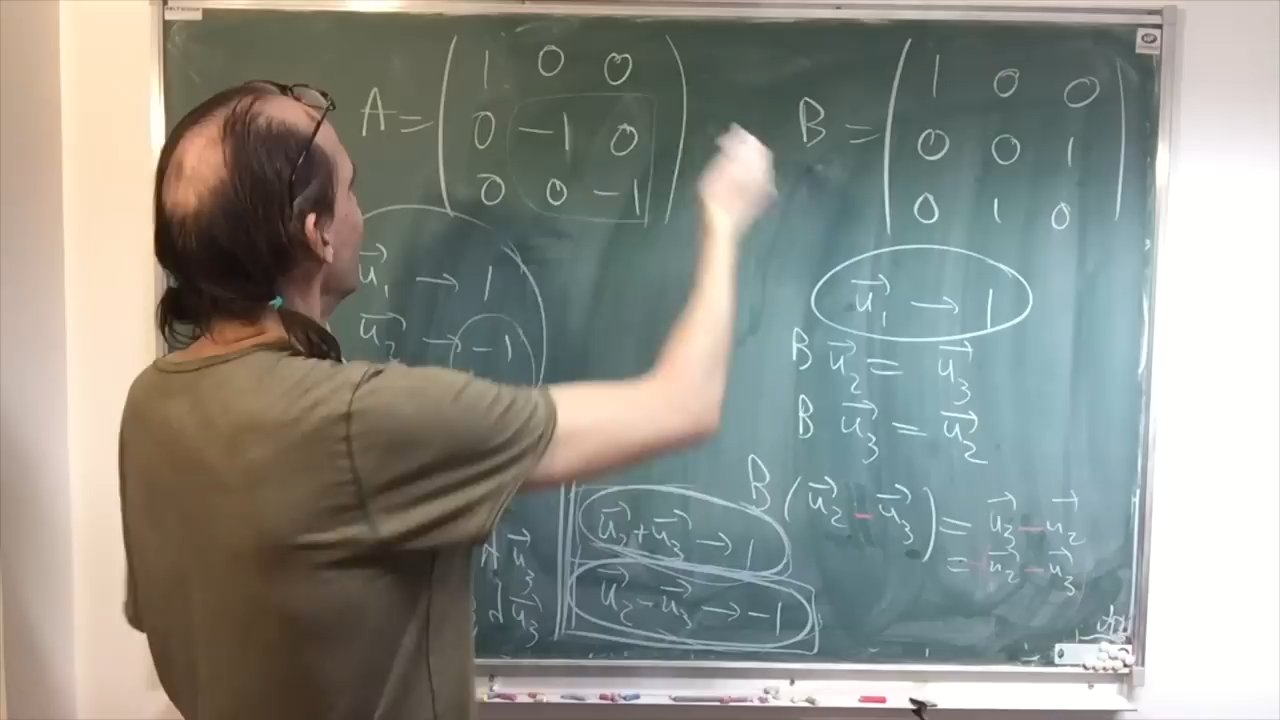 A = ( 1 0 0
0 -1 0
0 0 -1 )
u⃗₁ → 1
u⃗₂ → -1
u⃗₃
u⃗₃
u⃗₂ + u⃗₃ → 1
u⃗₂ - u⃗₃ → -1
B = ( 1 0 0
0 0 1
0 1 0 )
u⃗₁ → 1
B u⃗₂ = u⃗₃
B u⃗₃ = u⃗₂
B (u⃗₂ - u⃗₃) = u⃗₃ - u⃗₂